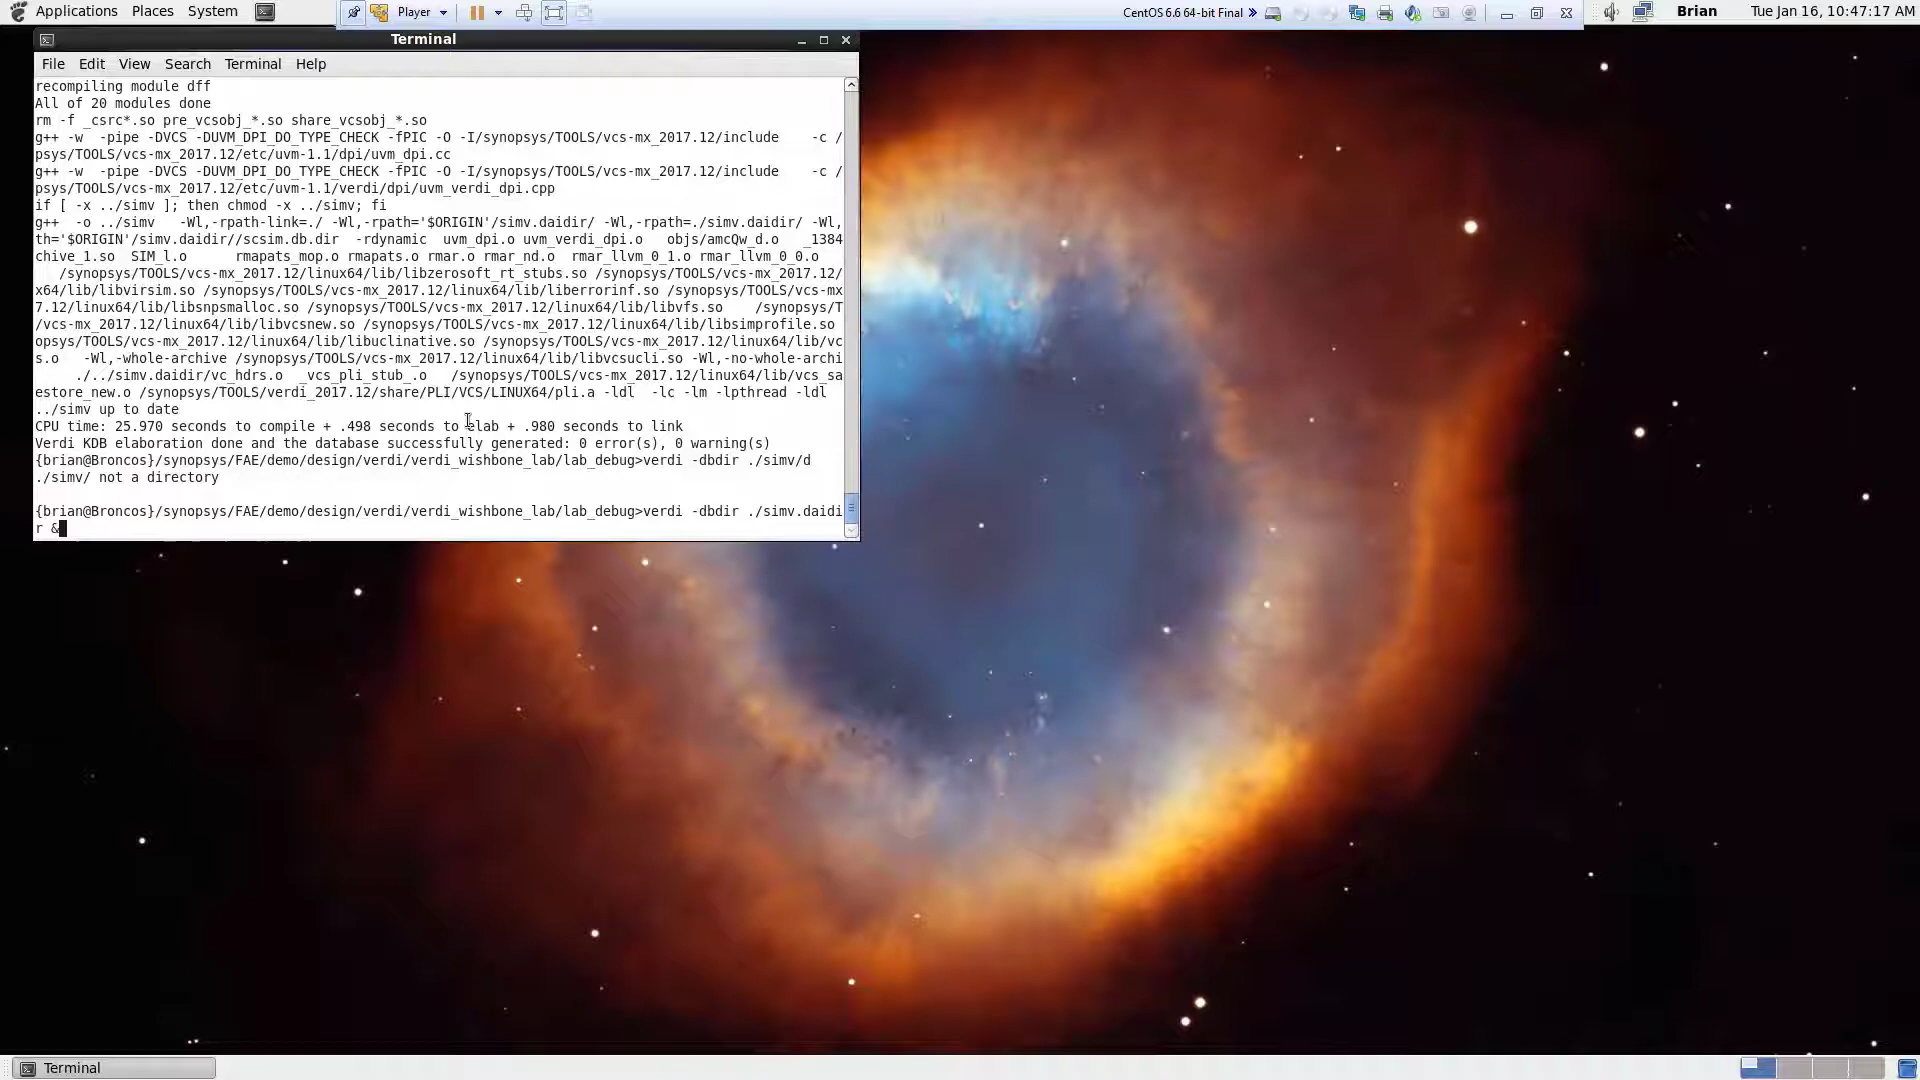 Applications Places System
Player
CentOS 6.6 64-bit Final
Brian Tue Jan 16, 10:47:17 AM
Terminal
File Edit View Search Terminal Help
recompiling module dff
All of 20 modules done
rm -f _csrc*.so pre_vcsobj_*.so share_vcsobj_*.so
g++ -w  -pipe -DVCS -DUVM_DPI_DO_TYPE_CHECK -fPIC -O -I/synopsys/TOOLS/vcs-mx_2017.12/include    -c /
psys/TOOLS/vcs-mx_2017.12/etc/uvm-1.1/dpi/uvm_dpi.cc
g++ -w  -pipe -DVCS -DUVM_DPI_DO_TYPE_CHECK -fPIC -O -I/synopsys/TOOLS/vcs-mx_2017.12/include    -c /
psys/TOOLS/vcs-mx_2017.12/etc/uvm-1.1/verdi/dpi/uvm_verdi_dpi.cpp
if [ -x ../simv ]; then chmod -x ../simv; fi
g++  -o ../simv   -Wl,-rpath-link=./ -Wl,-rpath='$ORIGIN'/simv.daidir/ -Wl,-rpath=./simv.daidir/ -Wl,
th='$ORIGIN'/simv.daidir//scsim.db.dir  -rdynamic  uvm_dpi.o uvm_verdi_dpi.o   objs/amcQw_d.o   _1384
chive_1.so  SIM_l.o      rmapats_mop.o rmapats.o rmar.o rmar_nd.o  rmar_llvm_0_1.o rmar_llvm_0_0.o
/synopsys/TOOLS/vcs-mx_2017.12/linux64/lib/libzerosoft_rt_stubs.so /synopsys/TOOLS/vcs-mx_2017.12/
x64/lib/libvirsim.so /synopsys/TOOLS/vcs-mx_2017.12/linux64/lib/liberrorinf.so /synopsys/TOOLS/vcs-mx
7.12/linux64/lib/libsnpsmalloc.so /synopsys/TOOLS/vcs-mx_2017.12/linux64/lib/libvfs.so    /synopsys/T
/vcs-mx_2017.12/linux64/lib/libvcsnew.so /synopsys/TOOLS/vcs-mx_2017.12/linux64/lib/libsimprofile.so
opsys/TOOLS/vcs-mx_2017.12/linux64/lib/libuclinative.so /synopsys/TOOLS/vcs-mx_2017.12/linux64/lib/vc
s.o   -Wl,-whole-archive /synopsys/TOOLS/vcs-mx_2017.12/linux64/lib/libvcsucli.so -Wl,-no-whole-archi
./../simv.daidir/vc_hdrs.o  _vcs_pli_stub_.o   /synopsys/TOOLS/vcs-mx_2017.12/linux64/lib/vcs_sa
estore_new.o /synopsys/TOOLS/verdi_2017.12/share/PLI/VCS/LINUX64/pli.a -ldl  -lc -lm -lpthread -ldl
../simv up to date
CPU time: 25.970 seconds to compile + .498 seconds to elab + .980 seconds to link
Verdi KDB elaboration done and the database successfully generated: 0 error(s), 0 warning(s)
{brian@Broncos}/synopsys/FAE/demo/design/verdi/verdi_wishbone_lab/lab_debug>verdi -dbdir ./simv/d
./simv/ not a directory
{brian@Broncos}/synopsys/FAE/demo/design/verdi/verdi_wishbone_lab/lab_debug>verdi -dbdir ./simv.daidi
r &
Terminal